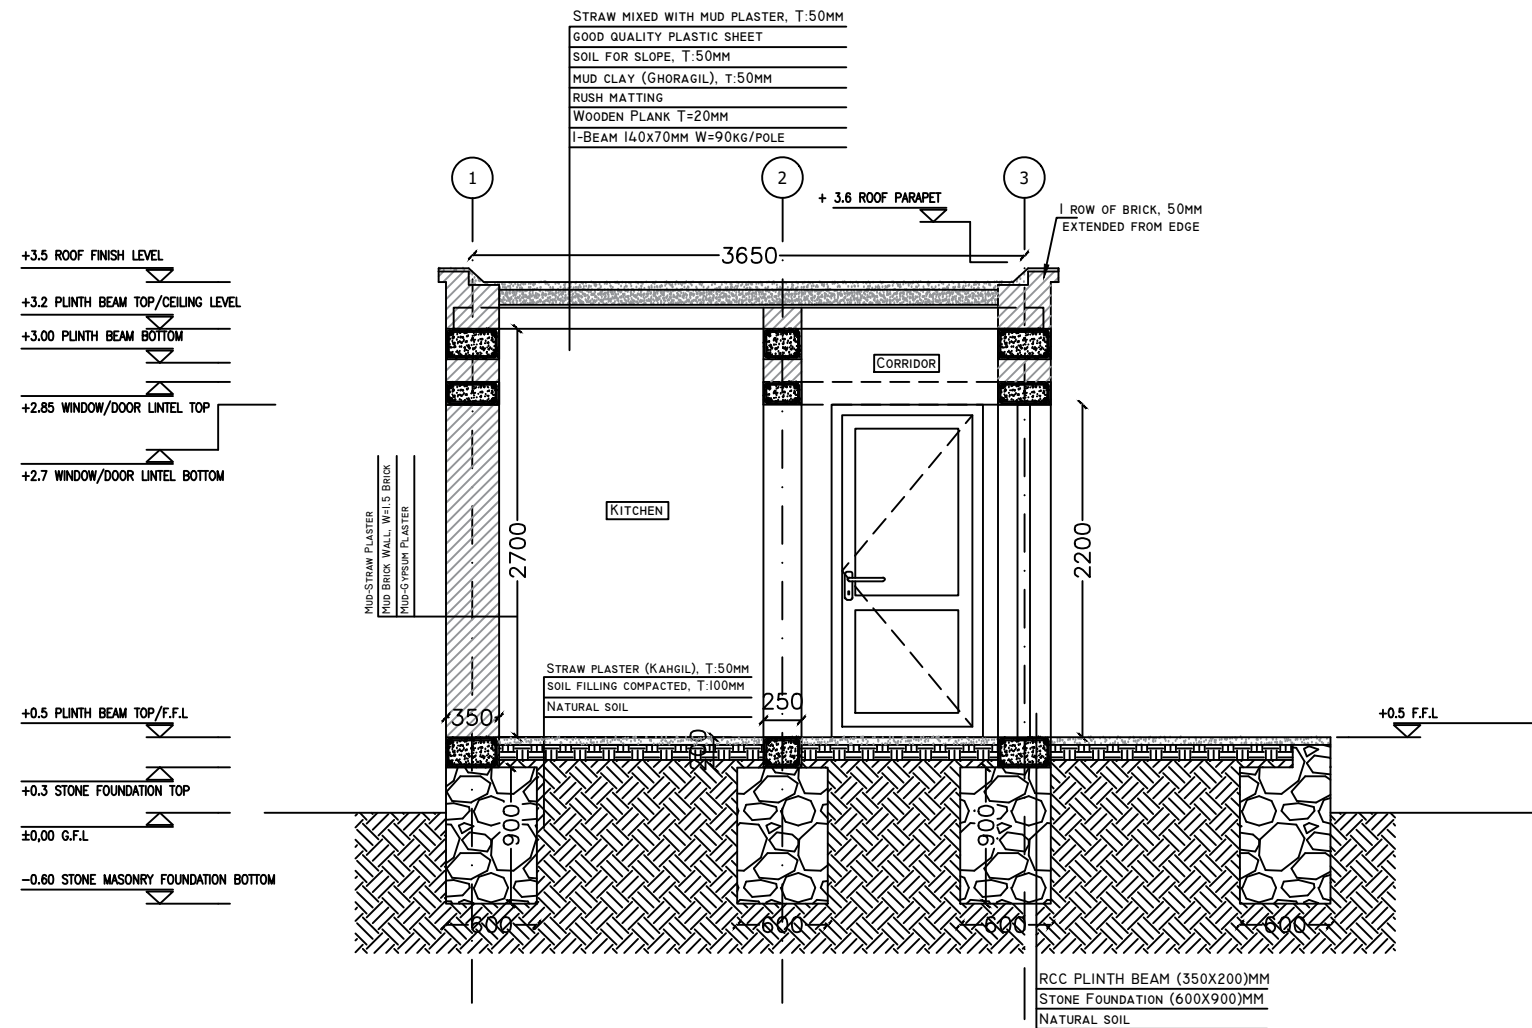 STRAW MIXED WITH MUD PLASTER, T:50MM
GOOD QUALITY PLASTIC SHEET
SOIL FOR SLOPE, T:50MM
MUD CLAY (GHORAGIL), T:50MM
RUSH MATTING
WOODEN PLANK T=20MM
I-BEAM 140X70MM W=90KG/POLE
1
2
3
+ 3.6 ROOF PARAPET
1 ROW OF BRICK, 50MM
EXTENDED FROM EDGE
3650
+3.5 ROOF FINISH LEVEL
+3.2 PLINTH BEAM TOP/CEILING LEVEL
+3.00 PLINTH BEAM BOTTOM
+2.85 WINDOW/DOOR LINTEL TOP
+2.7 WINDOW/DOOR LINTEL BOTTOM
CORRIDOR
KITCHEN
MUD-STRAW PLASTER
MUD BRICK WALL, W=1.5 BRICK
MUD-GYPSUM PLASTER
2700
2200
STRAW PLASTER (KAHGIL), T:50MM
SOIL FILLING COMPACTED, T:100MM
NATURAL SOIL
350
250
200
+0.5 PLINTH BEAM TOP/F.F.L
+0.5 F.F.L
+0.3 STONE FOUNDATION TOP
±0,00 G.F.L
-0.60 STONE MASONRY FOUNDATION BOTTOM
900
900
600
600
600
600
RCC PLINTH BEAM (350X200)MM
STONE FOUNDATION (600X900)MM
NATURAL SOIL